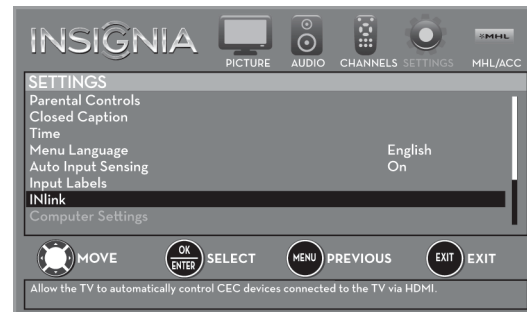 INSIGNIA
PICTURE AUDIO CHANNELS SETTINGS MHL/ACC
MHL
SETTINGS
Parental Controls
Closed Caption
Time
Menu Language English
Auto Input Sensing On
Input Labels
INlink
Computer Settings
MOVE OK ENTER SELECT MENU PREVIOUS EXIT EXIT
Allow the TV to automatically control CEC devices connected to the TV via HDMI.